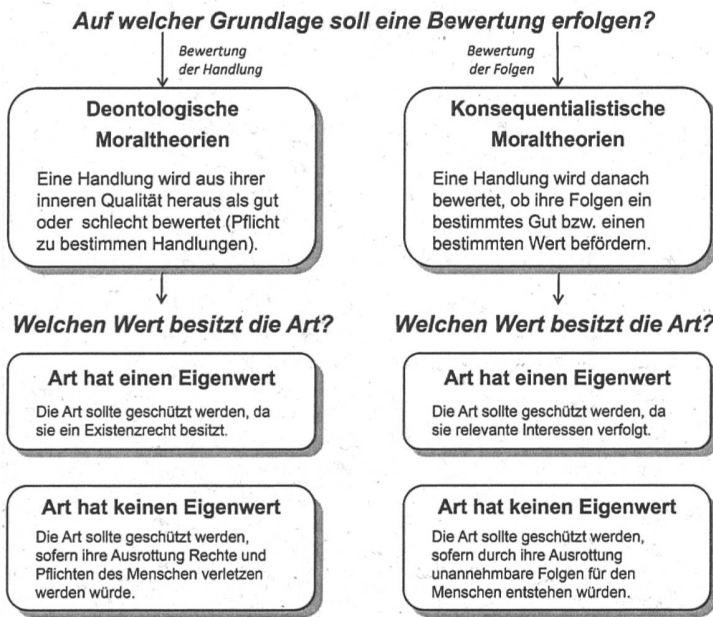 Auf welcher Grundlage soll eine Bewertung erfolgen?
Bewertung
der Handlung
Deontologische
Moraltheorien
Eine Handlung wird aus ihrer
inneren Qualität heraus als gut
oder schlecht bewertet (Pflicht
zu bestimmen Handlungen).
Welchen Wert besitzt die Art?
Art hat einen Eigenwert
Die Art sollte geschützt werden, da
sie ein Existenzrecht besitzt.
Art hat keinen Eigenwert
Die Art sollte geschützt werden,
sofern ihre Ausrottung Rechte und
Pflichten des Menschen verletzen
werden würde.
Bewertung
der Folgen
Konsequentialistische
Moraltheorien
Eine Handlung wird danach
bewertet, ob ihre Folgen ein
bestimmtes Gut bzw. einen
bestimmten Wert befördern.
Welchen Wert besitzt die Art?
Art hat einen Eigenwert
Die Art sollte geschützt werden, da
sie relevante Interessen verfolgt.
Art hat keinen Eigenwert
Die Art sollte geschützt werden,
sofern durch ihre Ausrottung
unannehmbare Folgen für den
Menschen entstehen würden.